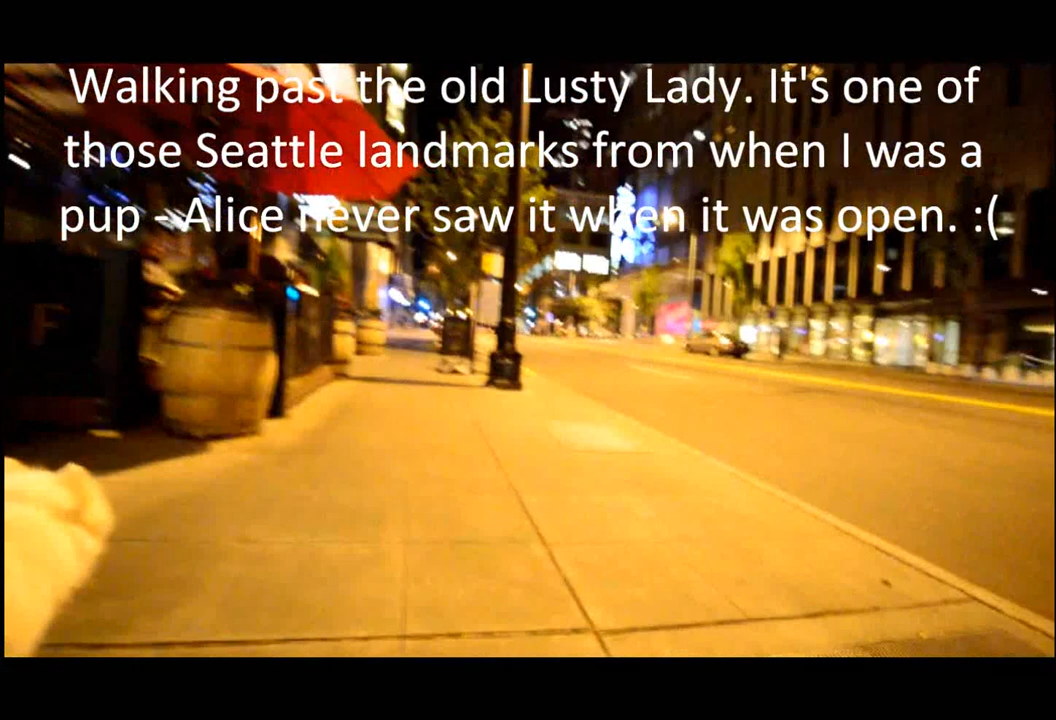 Walking past the old Lusty Lady. It's one of
those Seattle landmarks from when I was a
pup - Alice never saw it when it was open. :(